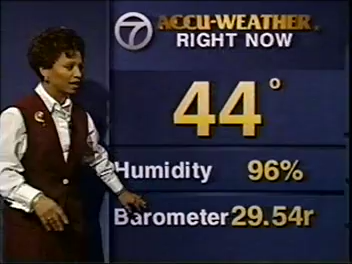 7 ACCU-WEATHER
RIGHT NOW
44°
Humidity 96%
Barometer 29.54r